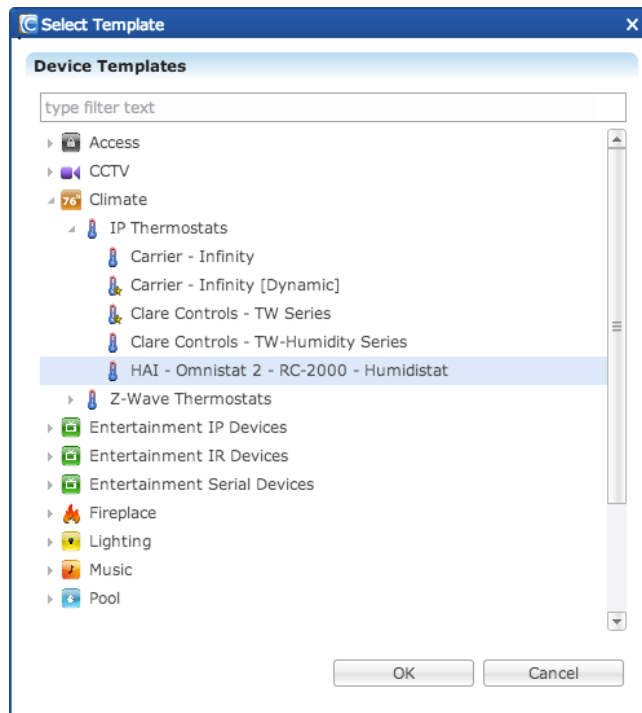 Select Template
Device Templates
type filter text
Access
CCTV
76° Climate
IP Thermostats
Carrier - Infinity
Carrier - Infinity [Dynamic]
Clare Controls - TW Series
Clare Controls - TW-Humidity Series
HAI - Omnistat 2 - RC-2000 - Humidistat
Z-Wave Thermostats
Entertainment IP Devices
Entertainment IR Devices
Entertainment Serial Devices
Fireplace
Lighting
Music
Pool
OK Cancel